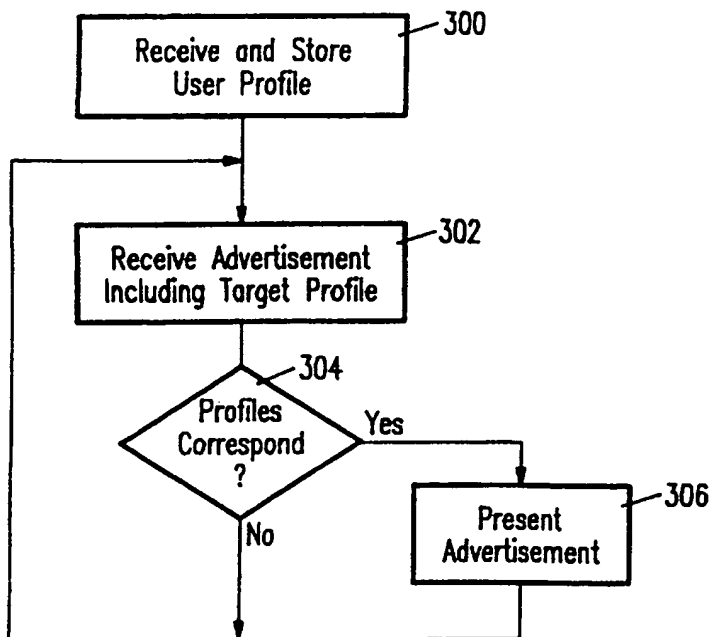 300
Receive and Store
User Profile
302
Receive Advertisement
Including Target Profile
304
Profiles
Correspond
?
Yes
No
306
Present
Advertisement